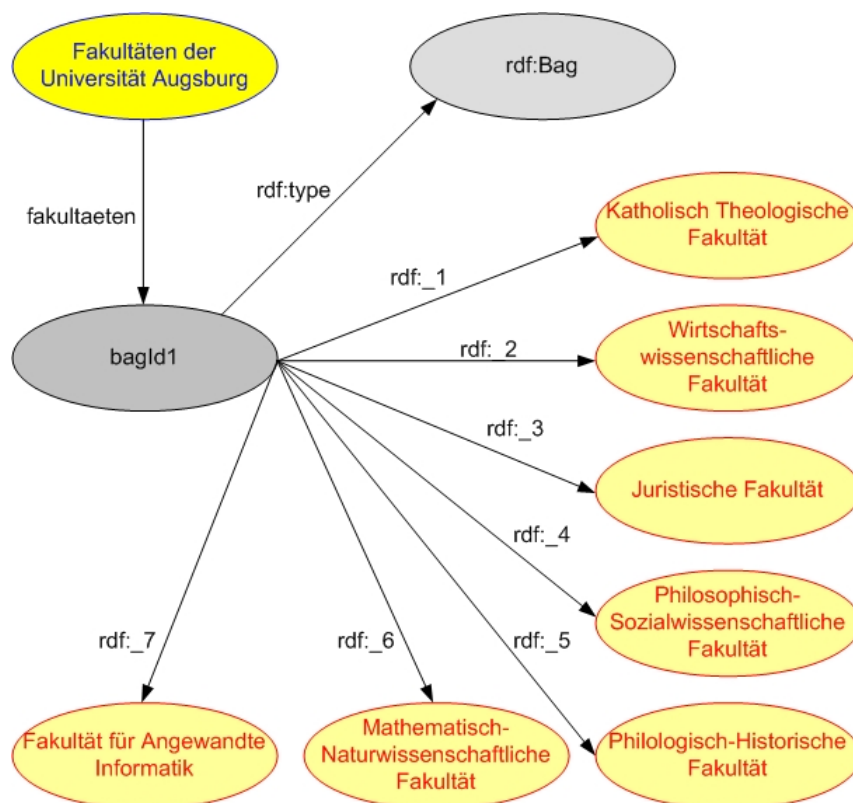 Fakultäten der
Universität Augsburg
rdf:Bag
fakultaeten
rdf:type
Katholisch Theologische
Fakultät
rdf:_1
bagId1
rdf:_2
Wirtschafts-
wissenschaftliche
Fakultät
rdf:_3
Juristische Fakultät
rdf:_4
Philosophisch-
Sozialwissenschaftliche
Fakultät
rdf:_7
rdf:_6
rdf:_5
Fakultät für Angewandte
Informatik
Mathematisch-
Naturwissenschaftliche
Fakultät
Philologisch-Historische
Fakultät